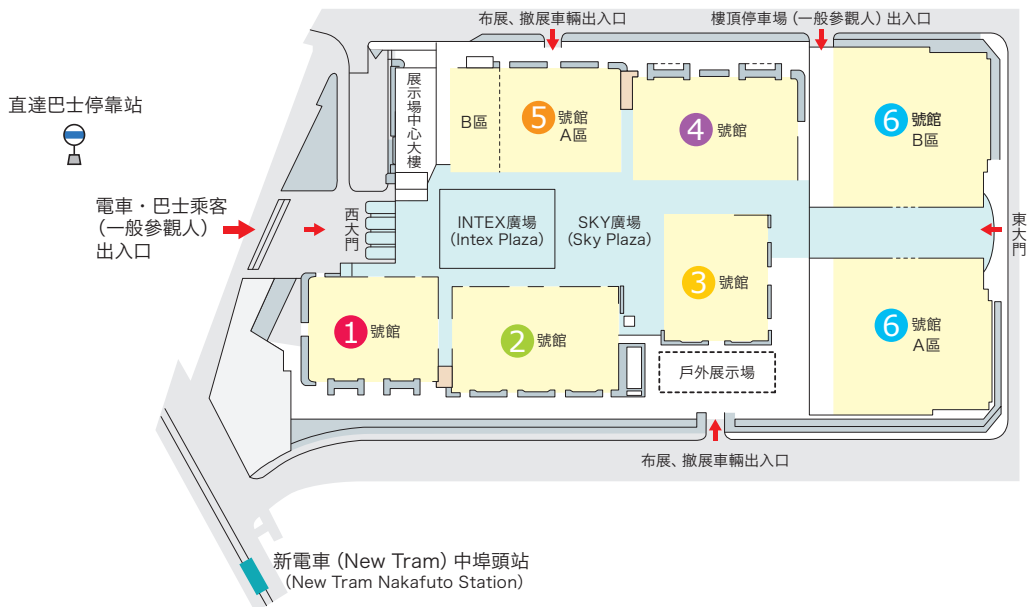 布展、撤展車輛出入口
樓頂停車場（一般參觀人）出入口
直達巴士停靠站
展示場中心大樓
B區
5 號館
A區
4 號館
6 號館
B區
電車・巴士乘客
（一般參觀人）
出入口
西大門
INTEX廣場
(Intex Plaza)
SKY廣場
(Sky Plaza)
東大門
1 號館
2 號館
3 號館
6 號館
A區
戶外展示場
布展、撤展車輛出入口
新電車 (New Tram) 中埠頭站
(New Tram Nakafuto Station)